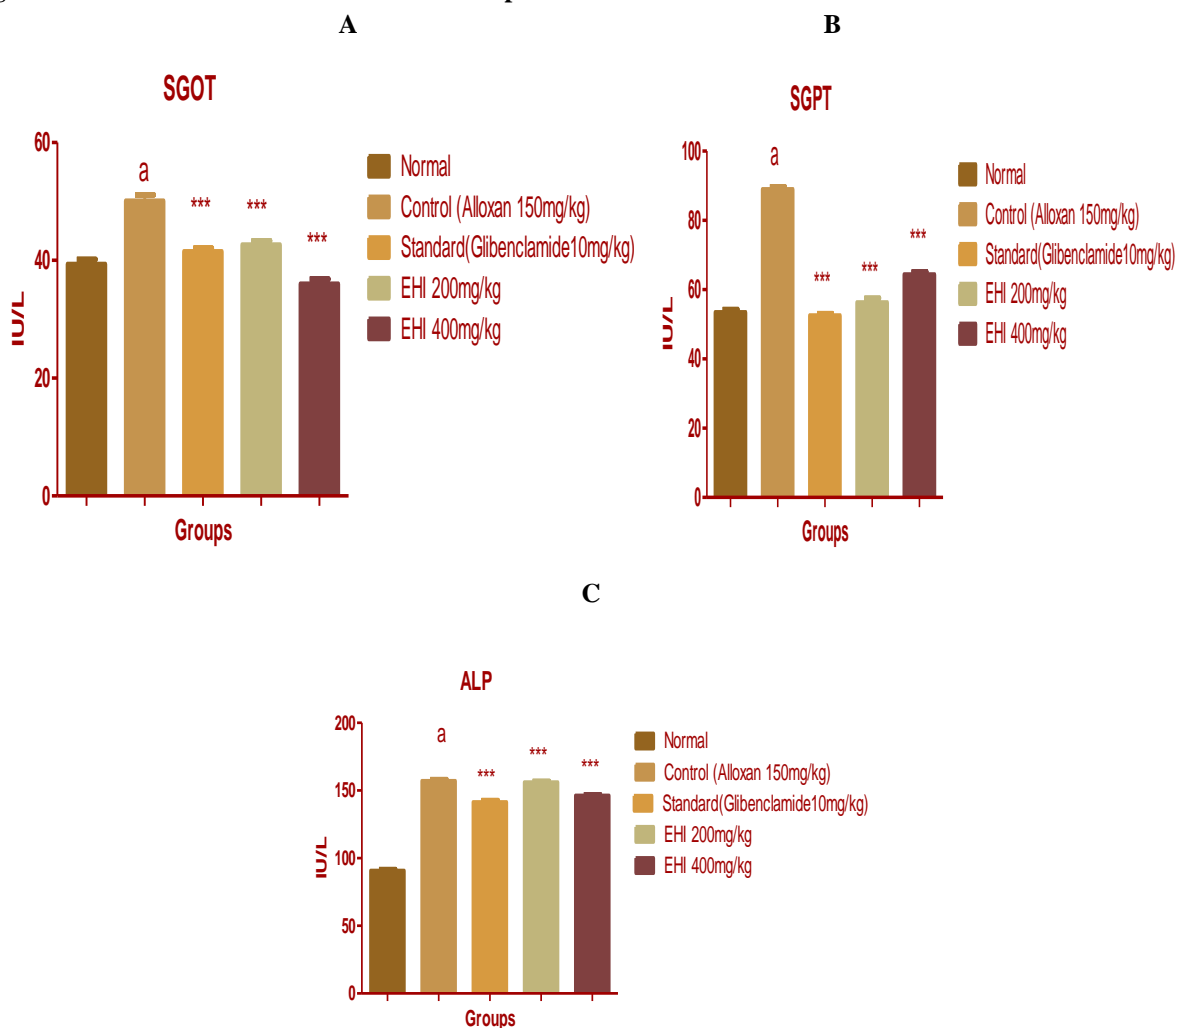 A
SGOT
60
40
20
0
IU/L
a
***
***
***
Groups
Normal
Control (Alloxan 150mg/kg)
Standard(Glibenclamide10mg/kg)
EHI 200mg/kg
EHI 400mg/kg
B
SGPT
100
80
60
40
20
0
IU/L
a
***
***
***
Groups
Normal
Control (Alloxan 150mg/kg)
Standard(Glibenclamide10mg/kg)
EHI 200mg/kg
EHI 400mg/kg
C
ALP
200
150
100
50
0
IU/L
a
***
***
***
Groups
Normal
Control (Alloxan 150mg/kg)
Standard(Glibenclamide10mg/kg)
EHI 200mg/kg
EHI 400mg/kg